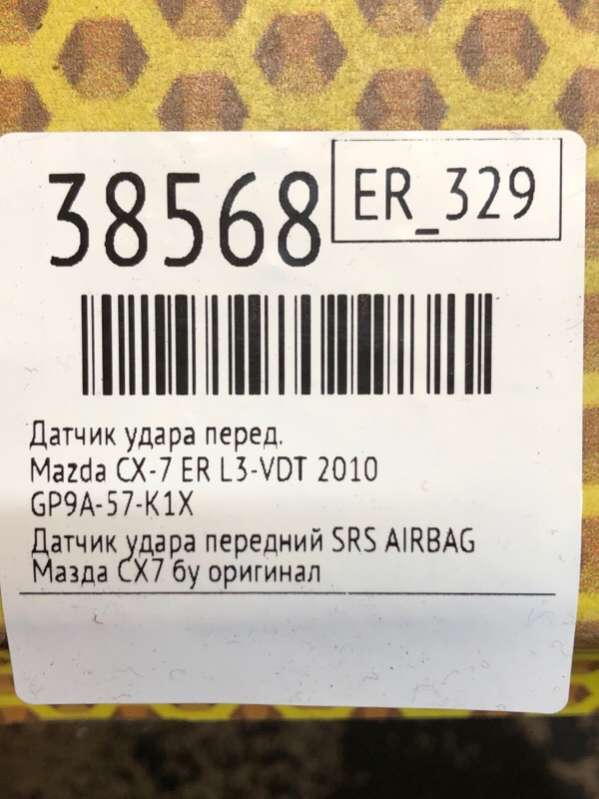 38568
ER_329
Датчик удара перед.
Mazda CX-7 ER L3-VDT 2010
GP9A-57-K1X
Датчик удара передний SRS AIRBAG
Мазда СХ7 бу оригинал